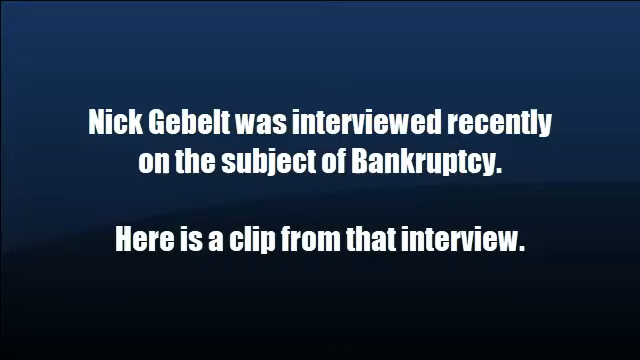 Nick Gebelt was interviewed recently
on the subject of Bankruptcy.
Here is a clip from that interview.